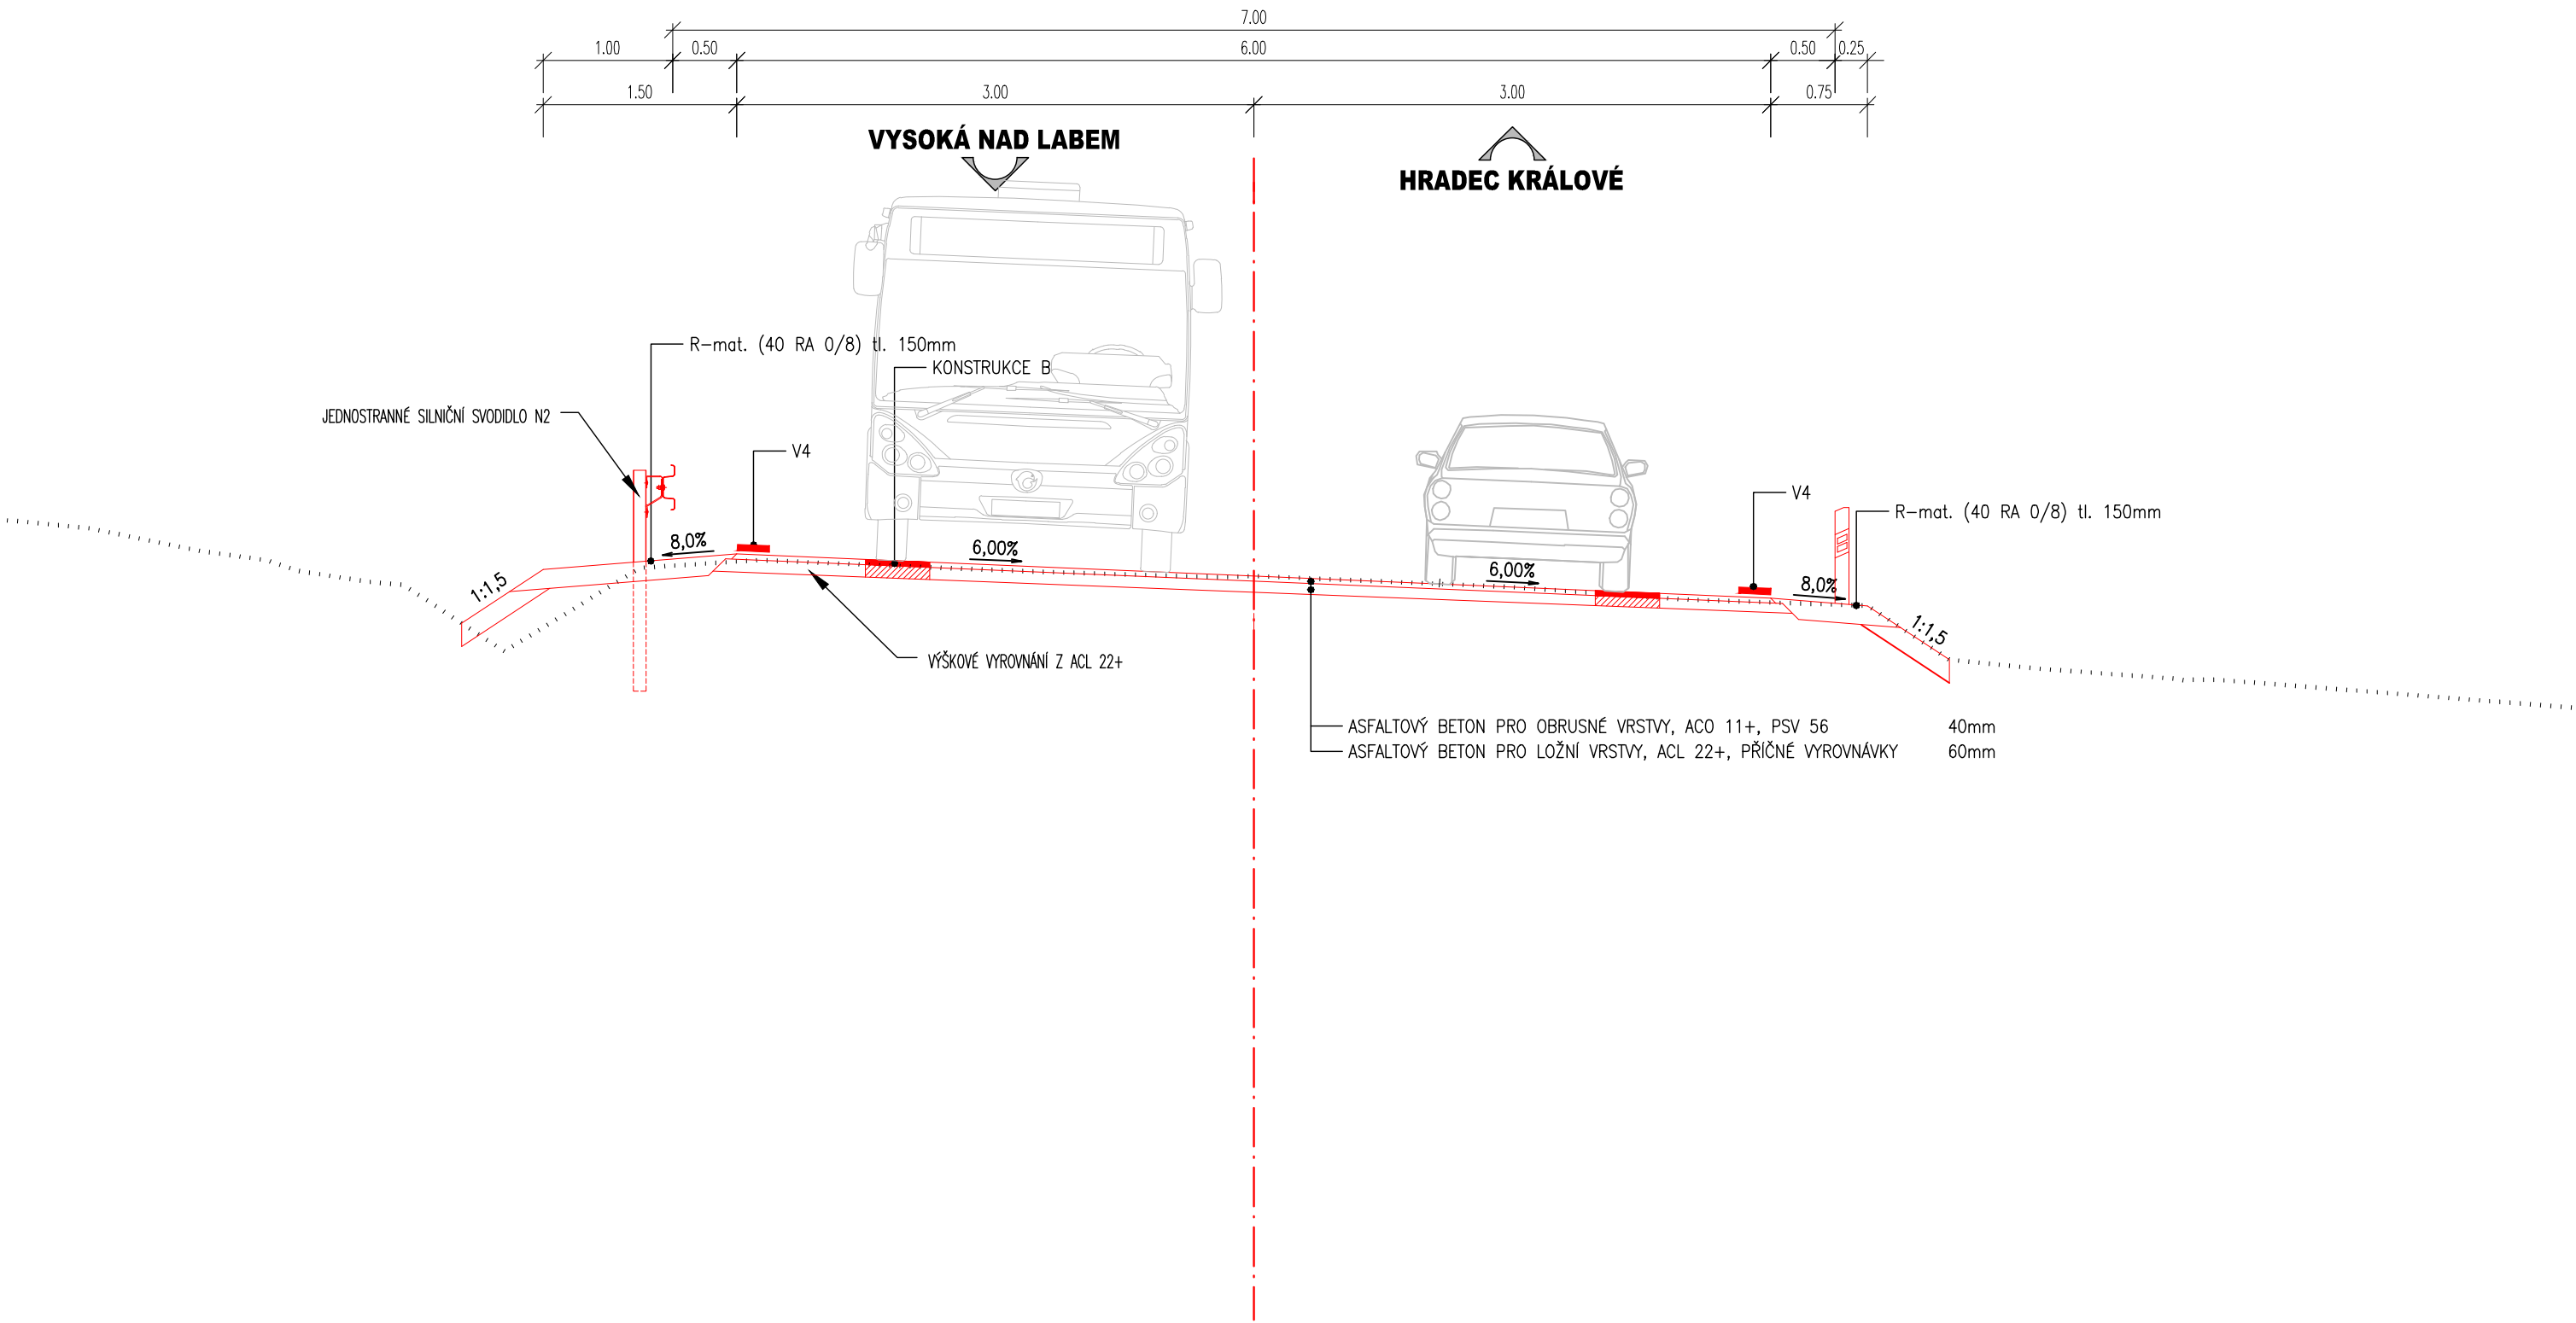 7.00
1.00 0.50 6.00 0.50 0.25
1.50 3.00 3.00 0.75
VYSOKÁ NAD LABEM
HRADEC KRÁLOVÉ
R-mat. (40 RA 0/8) tl. 150mm
KONSTRUKCE B
JEDNOSTRANNÉ SILNIČNÍ SVODIDLO N2
V4
V4
R-mat. (40 RA 0/8) tl. 150mm
8,0%
6,00%
6,00%
8,0%
1:1,5
1:1,5
VÝŠKOVÉ VYROVNÁNÍ Z ACL 22+
ASFALTOVÝ BETON PRO OBRUSNÉ VRSTVY, ACO 11+, PSV 56 40mm
ASFALTOVÝ BETON PRO LOŽNÍ VRSTVY, ACL 22+, PŘÍČNÉ VYROVNÁVKY 60mm